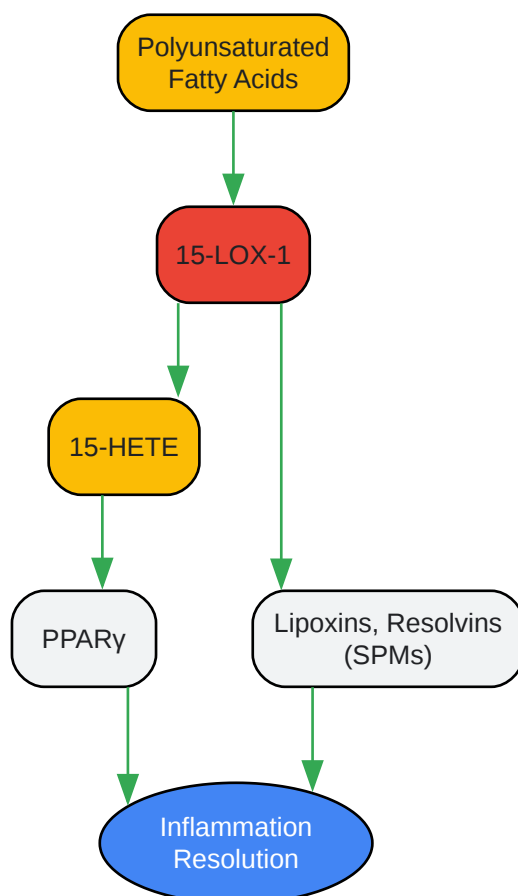 Polyunsaturated
Fatty Acids
15-LOX-1
15-HETE
PPARγ
Lipoxins, Resolvins
(SPMs)
Inflammation
Resolution